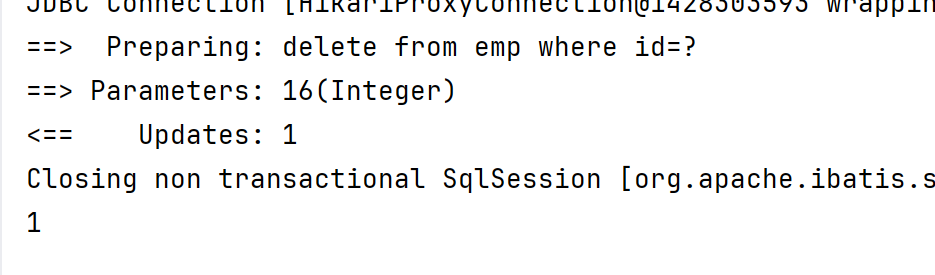 JDBC Connection [HikariProxyConnection@1428303593 wrappin
==>  Preparing: delete from emp where id=?
==> Parameters: 16(Integer)
<==    Updates: 1
Closing non transactional SqlSession [org.apache.ibatis.s
1